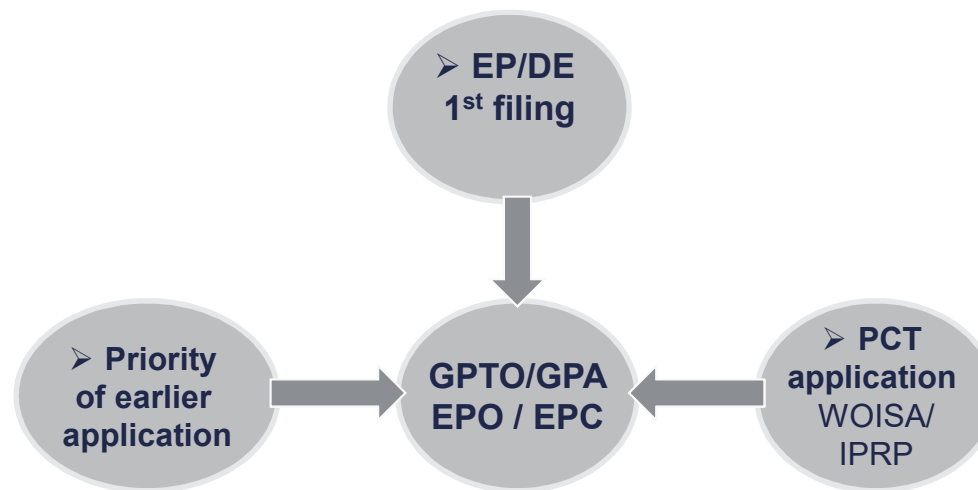 ➢ EP/DE
1st filing
➢ Priority
of earlier
application
GPTO/GPA
EPO / EPC
➢ PCT
application
WOISA/
IPRP